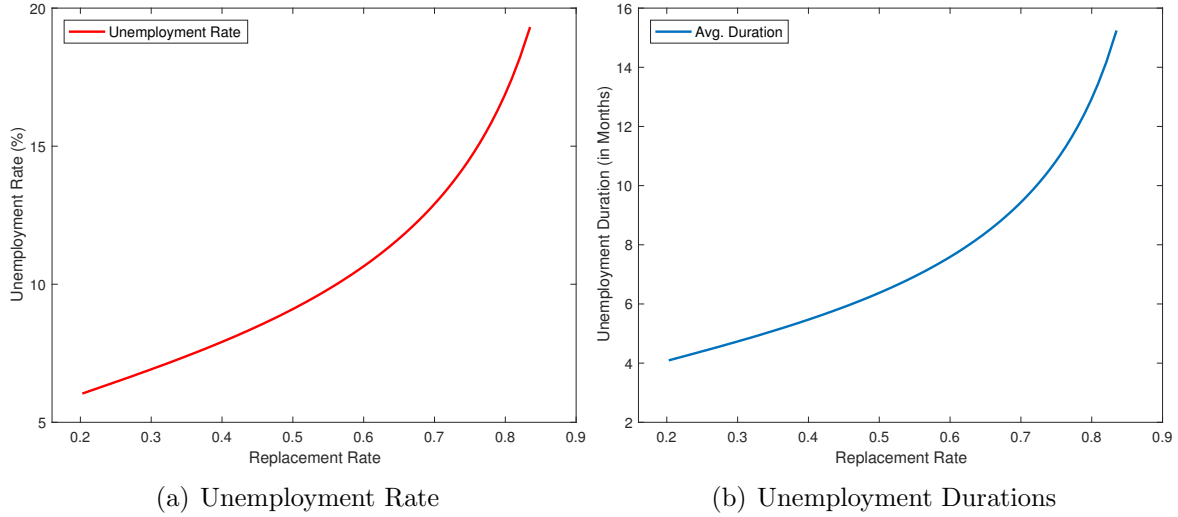 20
15
10
5
Unemployment Rate (%)
Unemployment Rate
0.2 0.3 0.4 0.5 0.6 0.7 0.8 0.9
Replacement Rate
(a) Unemployment Rate
16
14
12
10
8
6
4
2
Unemployment Duration (in Months)
Avg. Duration
0.2 0.3 0.4 0.5 0.6 0.7 0.8 0.9
Replacement Rate
(b) Unemployment Durations